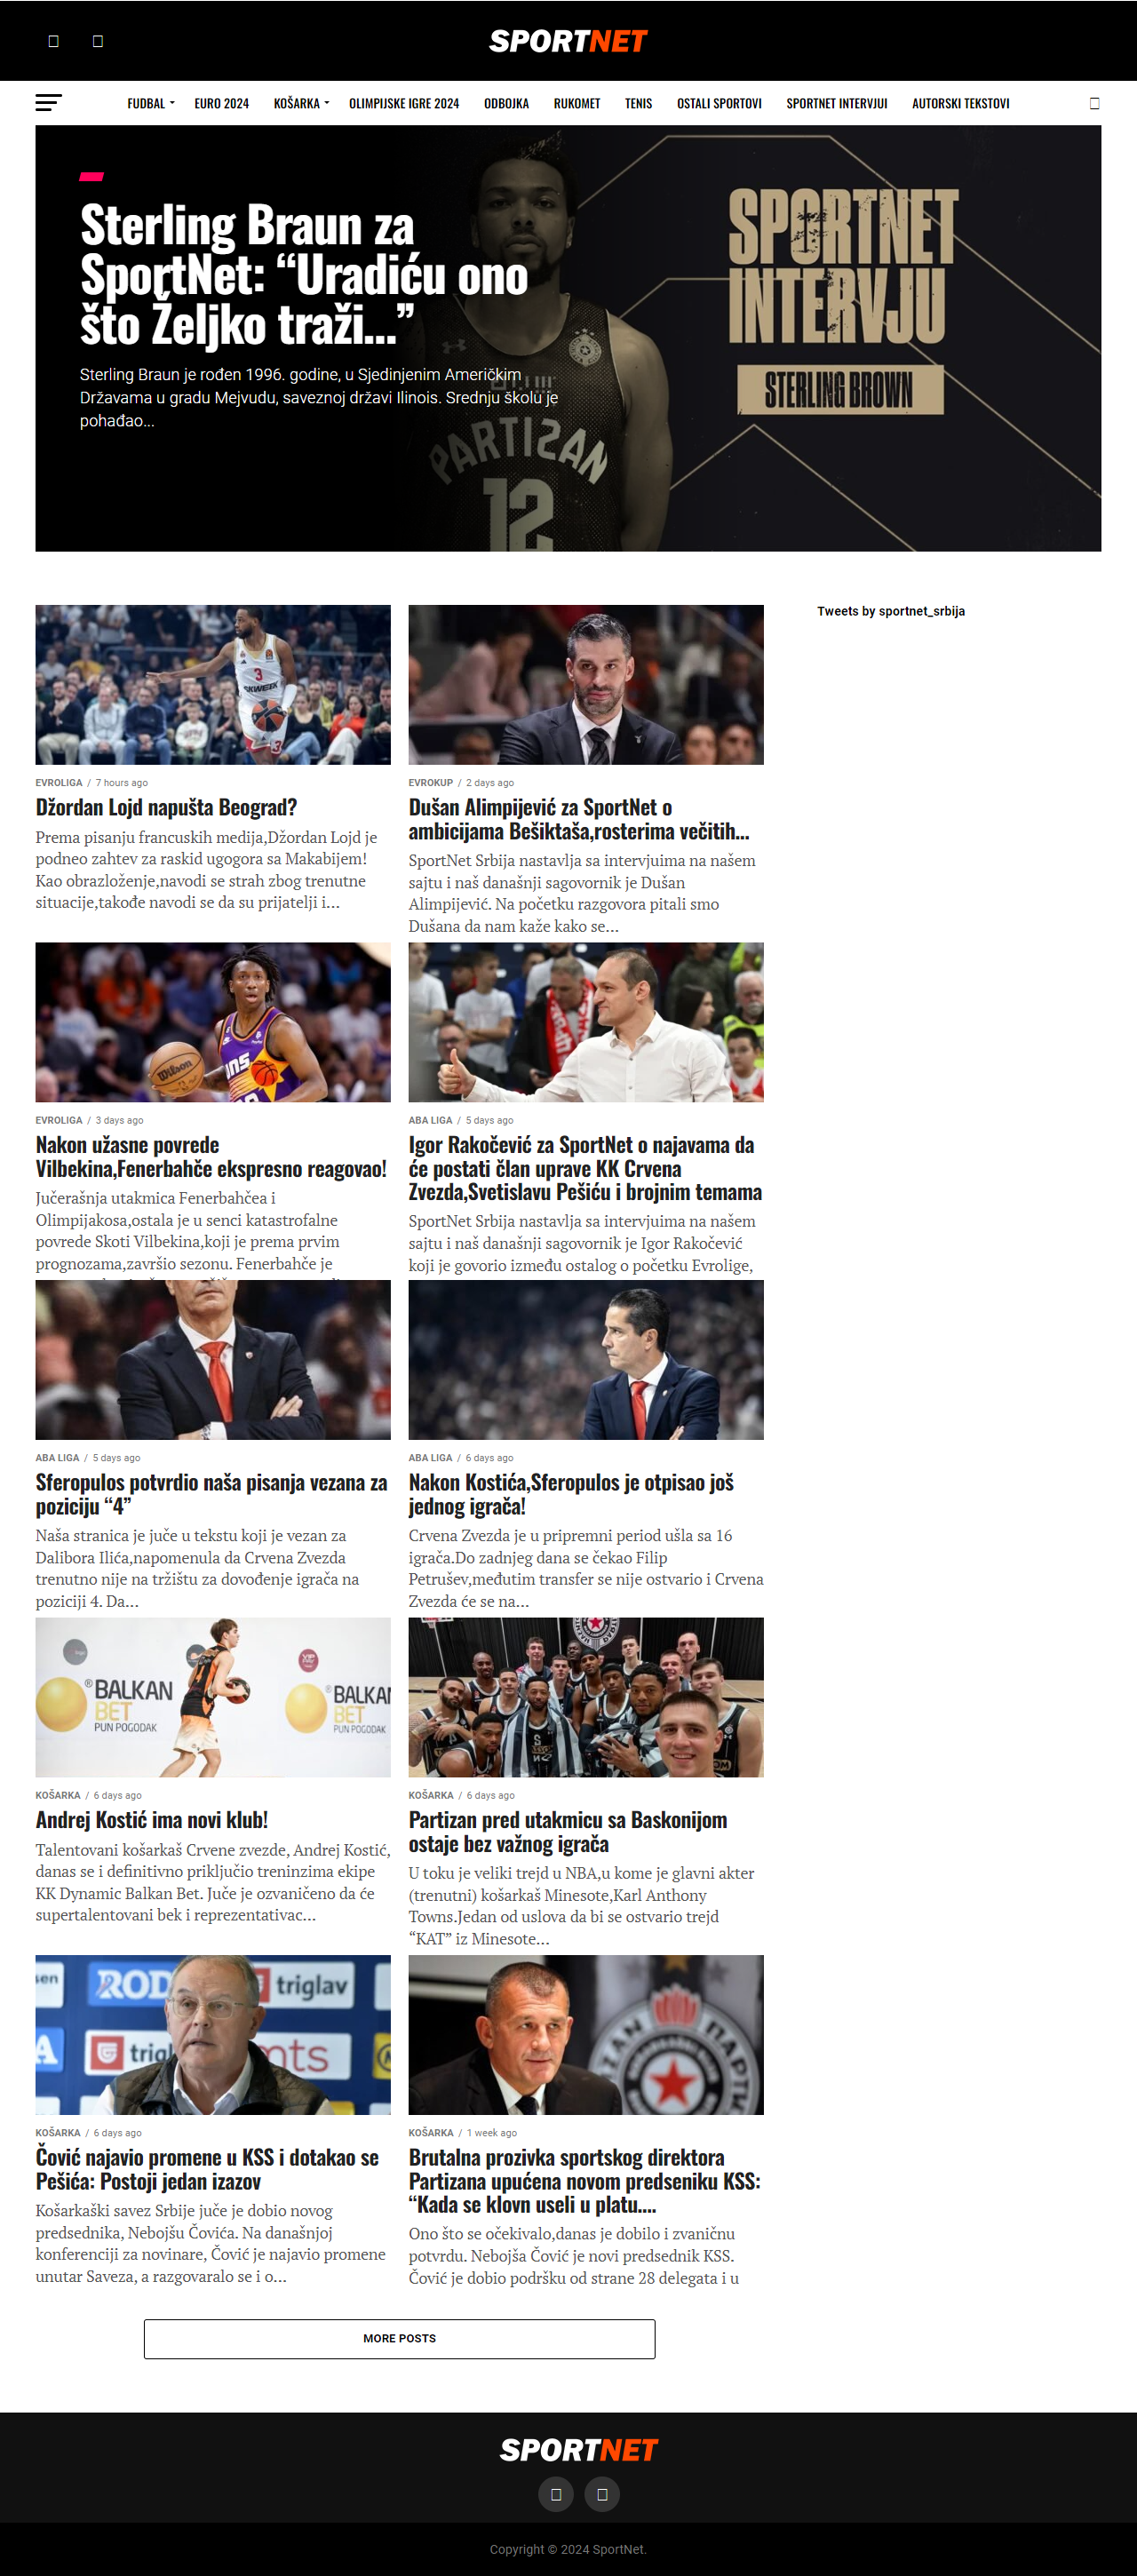 SPORTNET
FUDBAL
EURO 2024
KOŠARKA
OLIMPIJSKE IGRE 2024
ODBOJKA
RUKOMET
TENIS
OSTALI SPORTOVI
SPORTNET INTERVJUI
AUTORSKI TEKSTOVI
Sterling Braun za
SportNet: “Uradiću ono
što Željko traži…”
Sterling Braun je rođen 1996. godine, u Sjedinjenim Američkim
Državama u gradu Mejvudu, saveznoj državi Ilinois. Srednju školu je
pohađao...
SPORTNET
INTERVJU
STERLING BROWN
PARTIZAN
12
Tweets by sportnet_srbija
3
EVROLIGA / 7 hours ago
Džordan Lojd napušta Beograd?
Prema pisanju francuskih medija,Džordan Lojd je
podneo zahtev za raskid ugogora sa Makabijem!
Kao obrazloženje,navodi se strah zbog trenutne
situacije,takođe navodi se da su prijatelji i...
EVROKUP / 2 days ago
Dušan Alimpijević za SportNet o
ambicijama Bešiktaša,rosterima večitih…
SportNet Srbija nastavlja sa intervjuima na našem
sajtu i naš današnji sagovornik je Dušan
Alimpijević. Na početku razgovora pitali smo
Dušana da nam kaže kako se...
Wilson
EVROLIGA / 3 days ago
Nakon užasne povrede
Vilbekina,Fenerbahče ekspresno reagovao!
Jučerašnja utakmica Fenerbahčea i
Olimpijakosa,ostala je u senci katastrofalne
povrede Skoti Vilbekina,koji je prema prvim
prognozama,završio sezonu. Fenerbahče je
ABA LIGA / 5 days ago
Igor Rakočević za SportNet o najavama da
će postati član uprave KK Crvena
Zvezda,Svetislavu Pešiću i brojnim temama
SportNet Srbija nastavlja sa intervjuima na našem
sajtu i naš današnji sagovornik je Igor Rakočević
koji je govorio između ostalog o početku Evrolige,
ABA LIGA / 5 days ago
Sferopulos potvrdio naša pisanja vezana za
poziciju “4”
Naša stranica je juče u tekstu koji je vezan za
Dalibora Ilića,napomenula da Crvena Zvezda
trenutno nije na tržištu za dovođenje igrača na
poziciji 4. Da...
ABA LIGA / 6 days ago
Nakon Kostića,Sferopulos je otpisao još
jednog igrača!
Crvena Zvezda je u pripremni period ušla sa 16
igrača.Do zadnjeg dana se čekao Filip
Petrušev,međutim transfer se nije ostvario i Crvena
Zvezda će se na...
BALKAN
BET
PUN POGODAK
BALKAN
BET
PUN POGODAK
KOŠARKA / 6 days ago
Andrej Kostić ima novi klub!
Talentovani košarkaš Crvene zvezde, Andrej Kostić,
danas se i definitivno priključio treninzima ekipe
KK Dynamic Balkan Bet. Juče je ozvaničeno da će
supertalentovani bek i reprezentativac...
KOŠARKA / 6 days ago
Partizan pred utakmicu sa Baskonijom
ostaje bez važnog igrača
U toku je veliki trejd u NBA,u kome je glavni akter
(trenutni) košarkaš Minesote,Karl Anthony
Towns.Jedan od uslova da bi se ostvario trejd
“KAT” iz Minesote...
triglav
mts
KOŠARKA / 6 days ago
Čović najavio promene u KSS i dotakao se
Pešića: Postoji jedan izazov
Košarkaški savez Srbije juče je dobio novog
predsednika, Nebojšu Čovića. Na današnjoj
konferenciji za novinare, Čović je najavio promene
unutar Saveza, a razgovaralo se i o...
KOŠARKA / 1 week ago
Brutalna prozivka sportskog direktora
Partizana upućena novom predseniku KSS:
“Kada se klovn useli u platu….
Ono što se očekivalo,danas je dobilo i zvaničnu
potvrdu. Nebojša Čović je novi predsednik KSS.
Čović je dobio podršku od strane 28 delegata i u
MORE POSTS
SPORTNET
Copyright © 2024 SportNet.